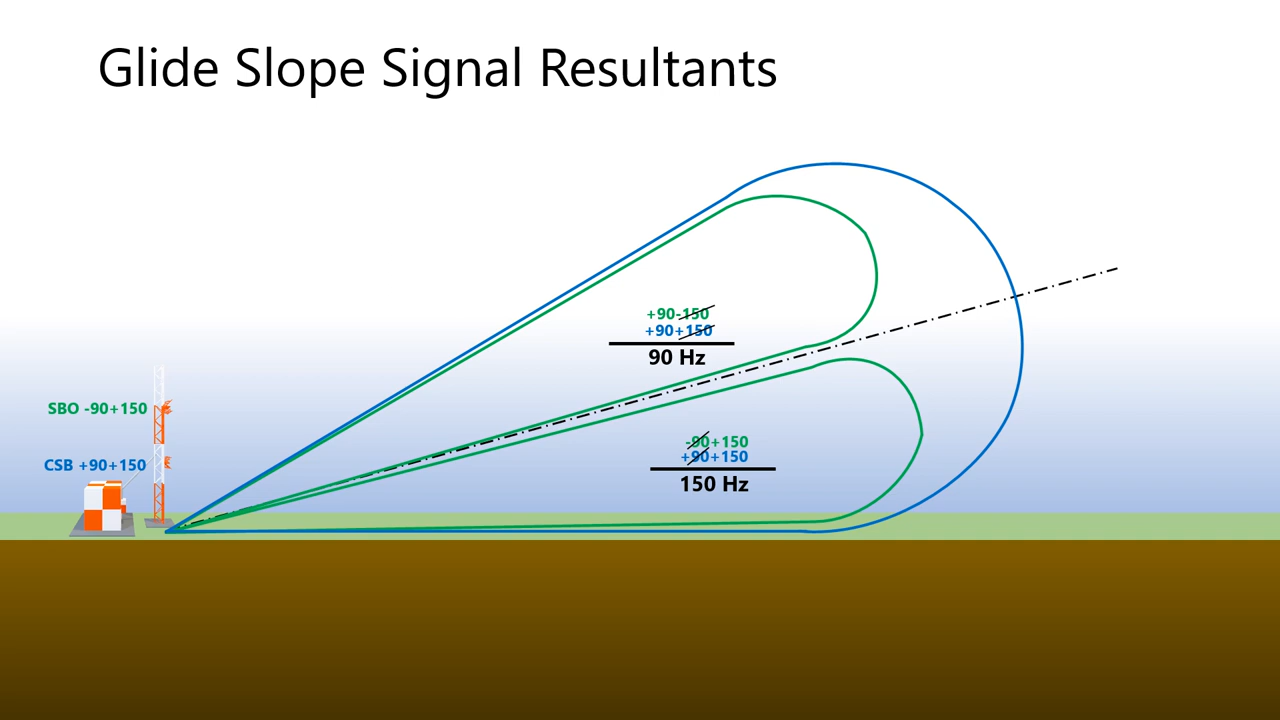 Glide Slope Signal Resultants
+90-150
+90+150
90 Hz
SBO -90+150
CSB +90+150
-90+150
+90+150
150 Hz